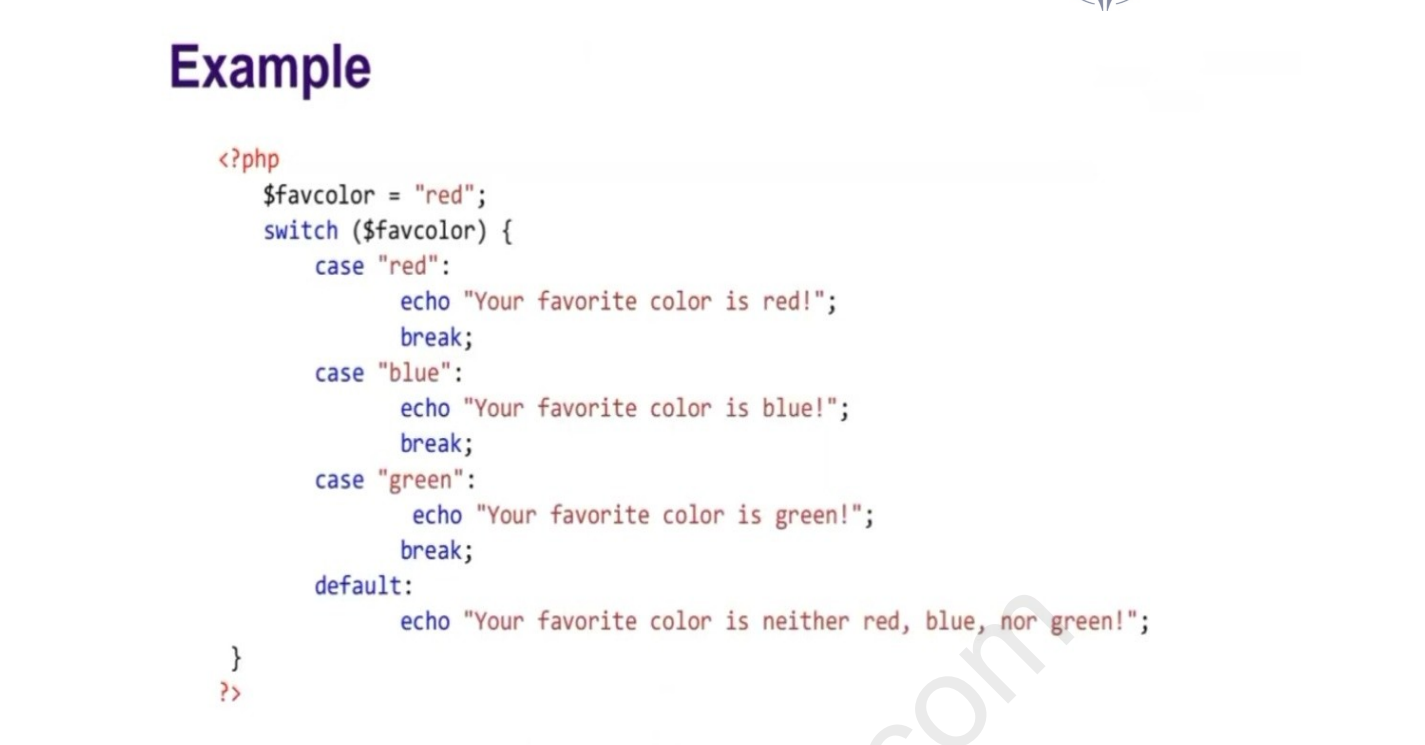 Example
<?php
$favcolor = "red";
switch ($favcolor) {
case "red":
echo "Your favorite color is red!";
break;
case "blue":
echo "Your favorite color is blue!";
break;
case "green":
echo "Your favorite color is green!";
break;
default:
echo "Your favorite color is neither red, blue, nor green!";
}
?>
com